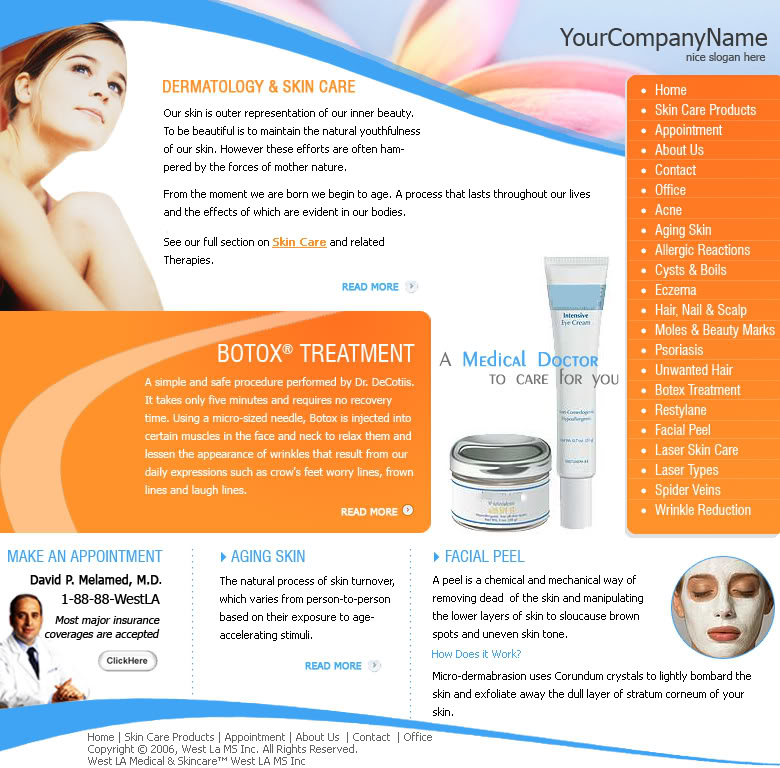 YourCompanyName
nice slogan here
DERMATOLOGY & SKIN CARE
Our skin is outer representation of our inner beauty.
To be beautiful is to maintain the natural youthfulness
of our skin. However these efforts are often ham-
pered by the forces of mother nature.
From the moment we are born we begin to age. A process that lasts throughout our lives
and the effects of which are evident in our bodies.
See our full section on Skin Care and related
Therapies.
READ MORE
Home
Skin Care Products
Appointment
About Us
Contact
Office
Acne
Aging Skin
Allergic Reactions
Cysts & Boils
Eczema
Hair, Nail & Scalp
Moles & Beauty Marks
Psoriasis
Unwanted Hair
Botex Treatment
Restylane
Facial Peel
Laser Skin Care
Laser Types
Spider Veins
Wrinkle Reduction
BOTOX® TREATMENT
A simple and safe procedure performed by Dr. DeCotiis.
It takes only five minutes and requires no recovery
time. Using a micro-sized needle, Botox is injected into
certain muscles in the face and neck to relax them and
lessen the appearance of wrinkles that result from our
daily expressions such as crow's feet worry lines, frown
lines and laugh lines.
READ MORE
Intensive
Eye Cream
A Medical Doctor
to care for you
MAKE AN APPOINTMENT
David P. Melamed, M.D.
1-88-88-WestLA
Most major insurance
coverages are accepted
ClickHere
AGING SKIN
The natural process of skin turnover,
which varies from person-to-person
based on their exposure to age-
accelerating stimuli.
READ MORE
FACIAL PEEL
A peel is a chemical and mechanical way of
removing dead of the skin and manipulating
the lower layers of skin to sloucause brown
spots and uneven skin tone.
How Does it Work?
Micro-dermabrasion uses Corundum crystals to lightly bombard the
skin and exfoliate away the dull layer of stratum corneum of your
skin.
Home | Skin Care Products | Appointment | About Us | Contact | Office
Copyright © 2006, West La MS Inc. All Rights Reserved.
West LA Medical & Skincare™ West LA MS Inc